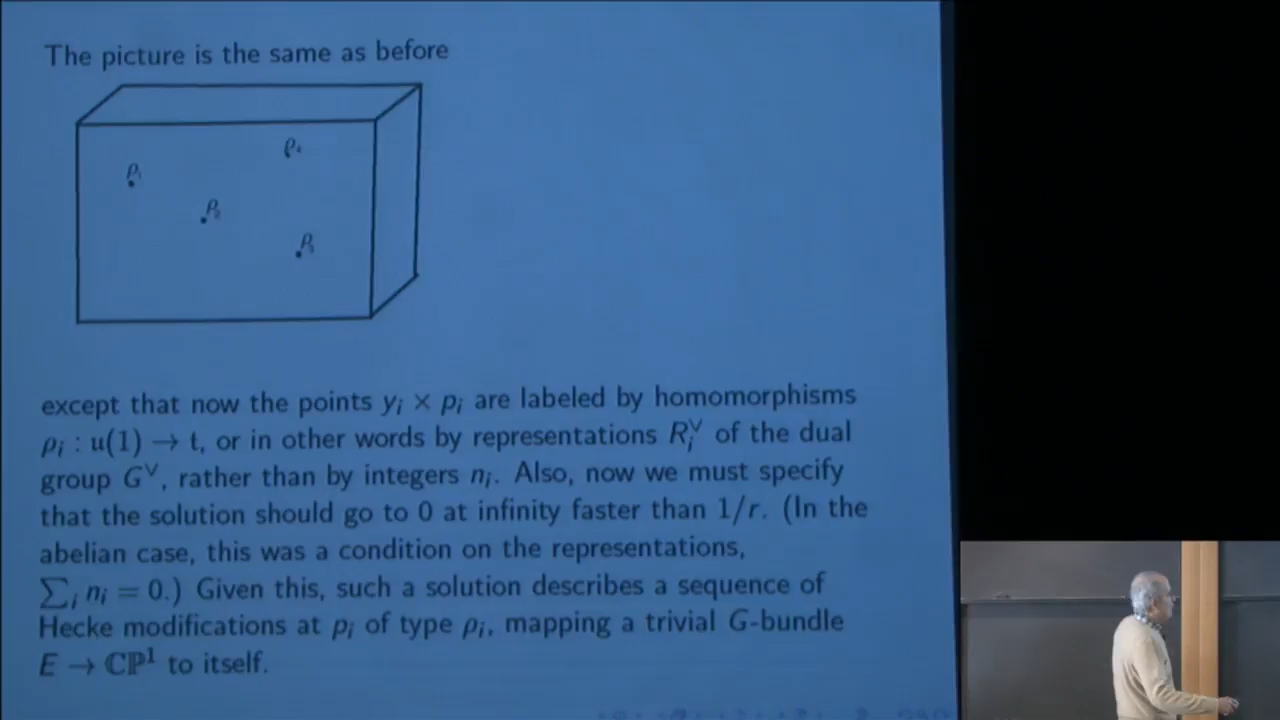 The picture is the same as before
ρ₁
ρ₂
ρ₄
ρ₃
except that now the points yᵢ × pᵢ are labeled by homomorphisms
ρᵢ : u(1) → t, or in other words by representations Rᵢ^∨ of the dual
group G^∨, rather than by integers nᵢ. Also, now we must specify
that the solution should go to 0 at infinity faster than 1/r. (In the
abelian case, this was a condition on the representations,
∑ᵢ nᵢ = 0.) Given this, such a solution describes a sequence of
Hecke modifications at pᵢ of type ρᵢ, mapping a trivial G-bundle
E → ℂℙ¹ to itself.